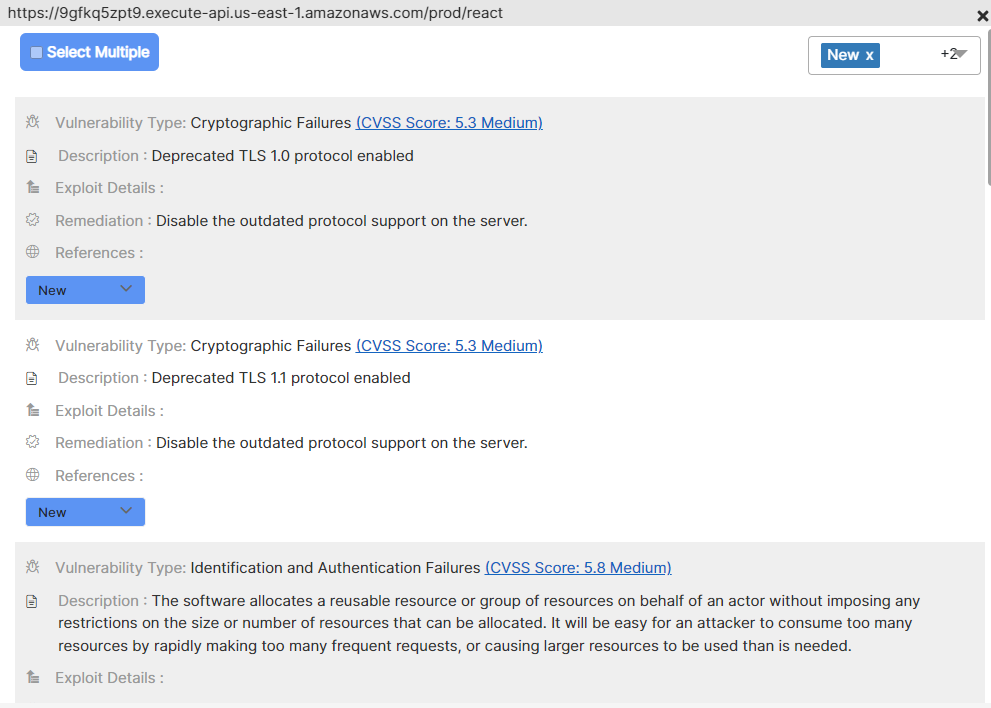 https://9gfkq5zpt9.execute-api.us-east-1.amazonaws.com/prod/react
Select Multiple
New x +2
Vulnerability Type: Cryptographic Failures (CVSS Score: 5.3 Medium)
Description : Deprecated TLS 1.0 protocol enabled
Exploit Details :
Remediation : Disable the outdated protocol support on the server.
References :
New
Vulnerability Type: Cryptographic Failures (CVSS Score: 5.3 Medium)
Description : Deprecated TLS 1.1 protocol enabled
Exploit Details :
Remediation : Disable the outdated protocol support on the server.
References :
New
Vulnerability Type: Identification and Authentication Failures (CVSS Score: 5.8 Medium)
Description : The software allocates a reusable resource or group of resources on behalf of an actor without imposing any
restrictions on the size or number of resources that can be allocated. It will be easy for an attacker to consume too many
resources by rapidly making too many frequent requests, or causing larger resources to be used than is needed.
Exploit Details :